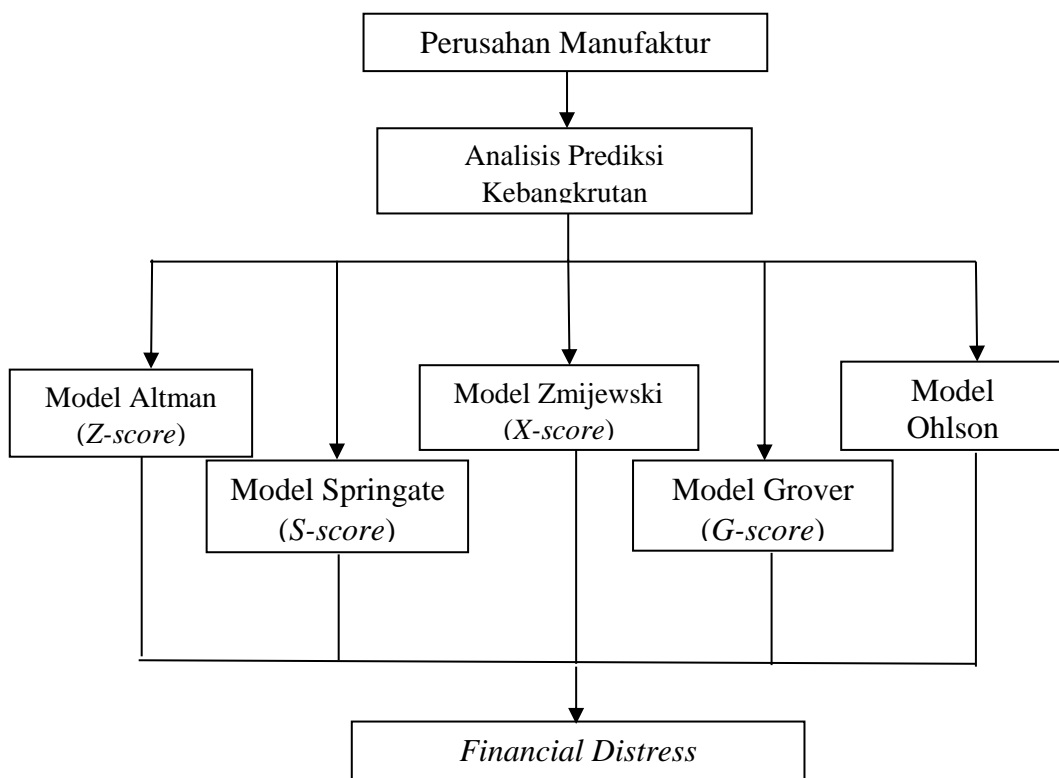 Perusahan Manufaktur
Analisis Prediksi
Kebangkrutan
Model Altman
(Z-score)
Model Springate
(S-score)
Model Zmijewski
(X-score)
Model Grover
(G-score)
Model
Ohlson
Financial Distress